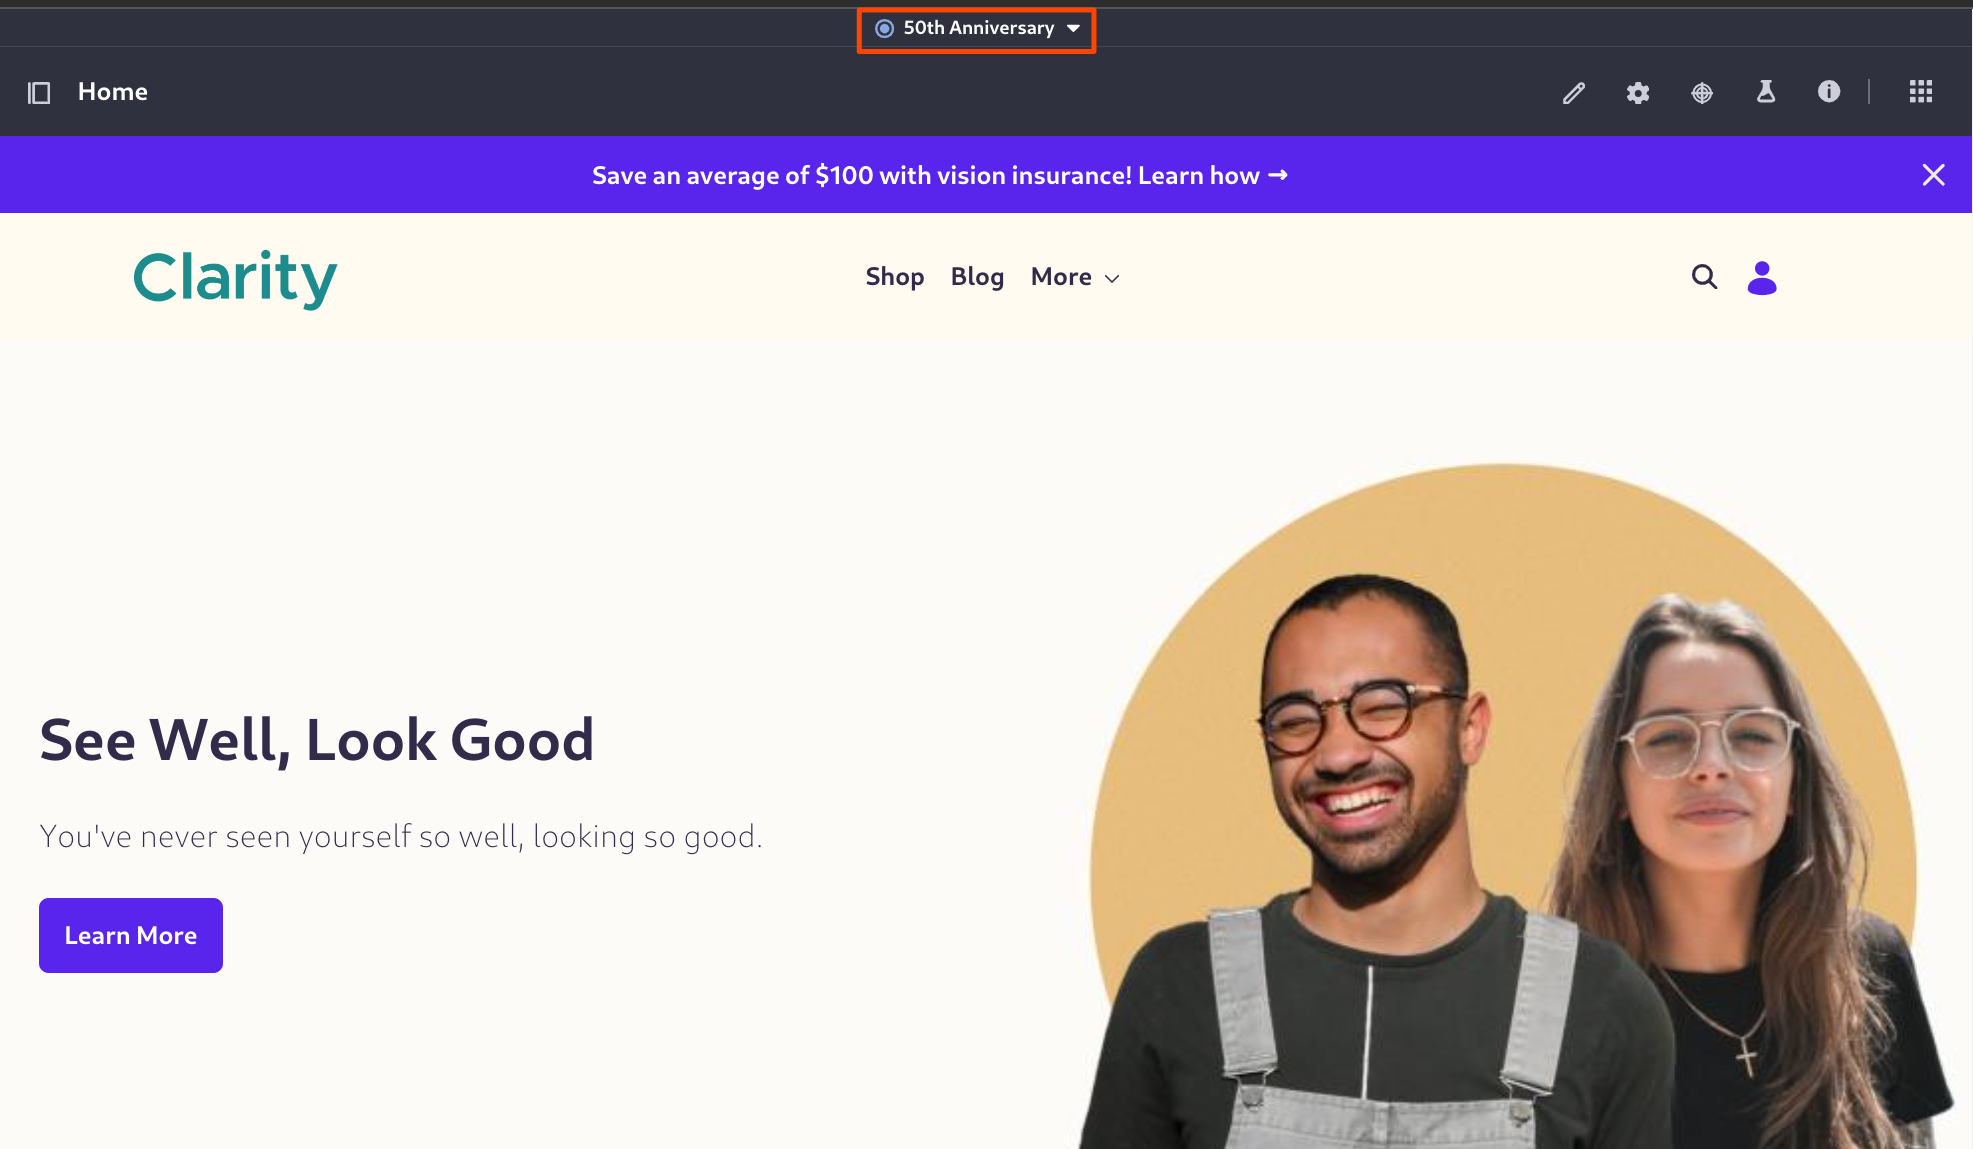 50th Anniversary
Home
Save an average of $100 with vision insurance! Learn how →
Clarity
Shop Blog More
See Well, Look Good
You've never seen yourself so well, looking so good.
Learn More